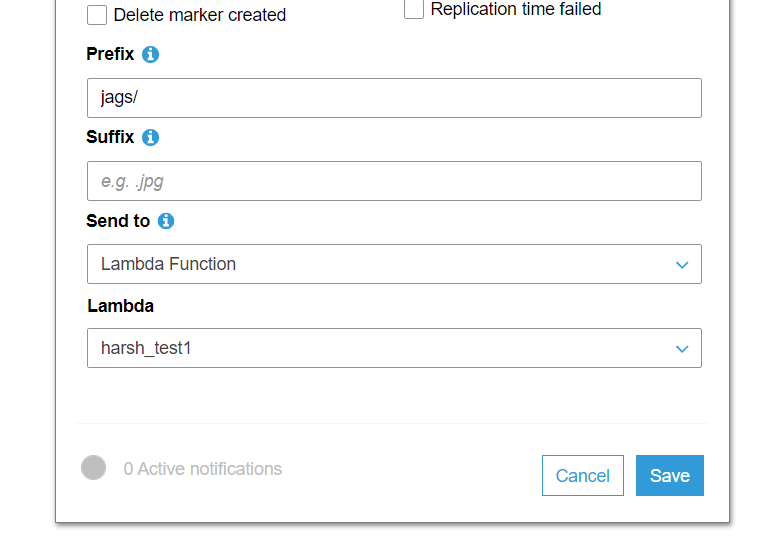 Delete marker created
Replication time failed
Prefix
jags/
Suffix
e.g. .jpg
Send to
Lambda Function
Lambda
harsh_test1
0 Active notifications
Cancel
Save